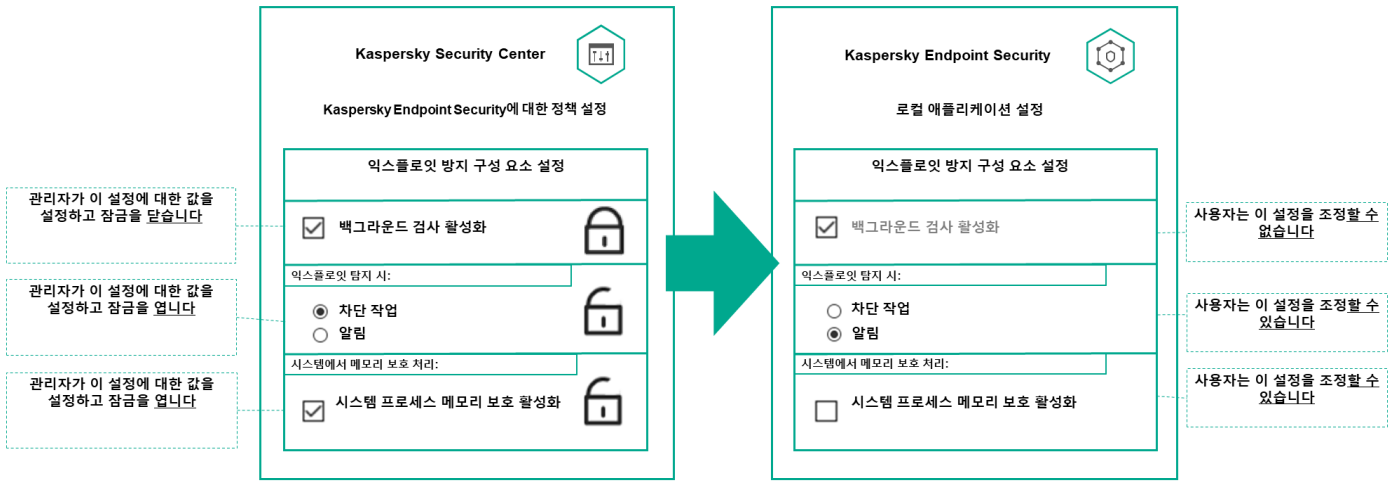 Kaspersky Security Center
Kaspersky Endpoint Security에 대한 정책 설정
익스플로잇 방지 구성 요소 설정
관리자가 이 설정에 대한 값을
설정하고 잠금을 닫습니다
백그라운드 검사 활성화
익스플로잇 탐지 시:
관리자가 이 설정에 대한 값을
설정하고 잠금을 엽니다
차단 작업
알림
시스템에서 메모리 보호 처리:
관리자가 이 설정에 대한 값을
설정하고 잠금을 엽니다
시스템 프로세스 메모리 보호 활성화
Kaspersky Endpoint Security
로컬 애플리케이션 설정
익스플로잇 방지 구성 요소 설정
백그라운드 검사 활성화
사용자는 이 설정을 조정할 수
없습니다
익스플로잇 탐지 시:
차단 작업
알림
사용자는 이 설정을 조정할 수
있습니다
시스템에서 메모리 보호 처리:
시스템 프로세스 메모리 보호 활성화
사용자는 이 설정을 조정할 수
있습니다